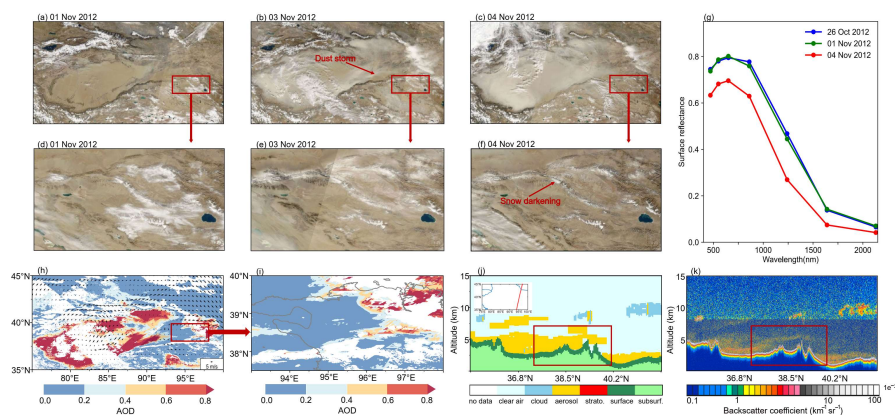 (a) 01 Nov 2012
(b) 03 Nov 2012
Dust storm
(c) 04 Nov 2012
(g)
26 Oct 2012
01 Nov 2012
04 Nov 2012
Surface reflectance
0.8
0.6
0.4
0.2
0.0
500 1000 1500 2000
Wavelength(nm)
(d) 01 Nov 2012
(e) 03 Nov 2012
(f) 04 Nov 2012
Snow darkening
(h)
45°N
40°N
35°N
80°E 85°E 90°E 95°E
0.0 0.2 0.4 0.6 0.8
AOD
(i)
40°N
39°N
38°N
94°E 95°E 96°E 97°E
0.0 0.2 0.4 0.6 0.8
AOD
(j)
Altitude (km)
15
10
5
0
36.8°N 38.5°N 40.2°N
no data clear air cloud aerosol strato. surface subsurf.
(k)
Altitude (km)
15
10
5
0
36.8°N 38.5°N 40.2°N
0.1 1.0 10 100
Backscatter coefficient (km⁻² sr⁻¹)